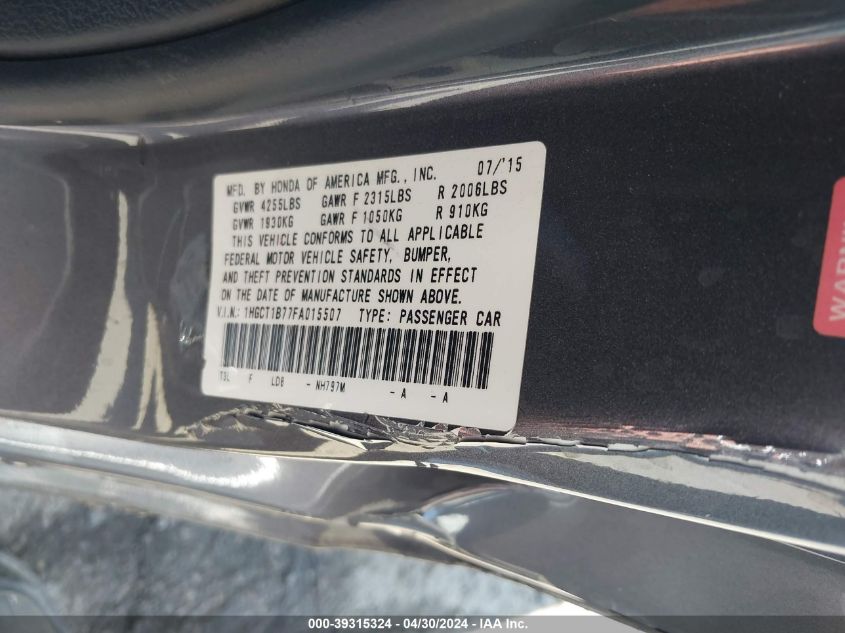 MFD. BY HONDA OF AMERICA MFG., INC. 07/'15
GVWR 4255LBS GAWR F 2315LBS R 2006LBS
GVWR 1930KG GAWR F 1050KG R 910KG
THIS VEHICLE CONFORMS TO ALL APPLICABLE
FEDERAL MOTOR VEHICLE SAFETY, BUMPER,
AND THEFT PREVENTION STANDARDS IN EFFECT
ON THE DATE OF MANUFACTURE SHOWN ABOVE.
V.I.N.: 1HGCT1B77FA015507 TYPE: PASSENGER CAR
T3L F LDB - NH797M - A - A
000-39315324 - 04/30/2024 - IAA Inc.